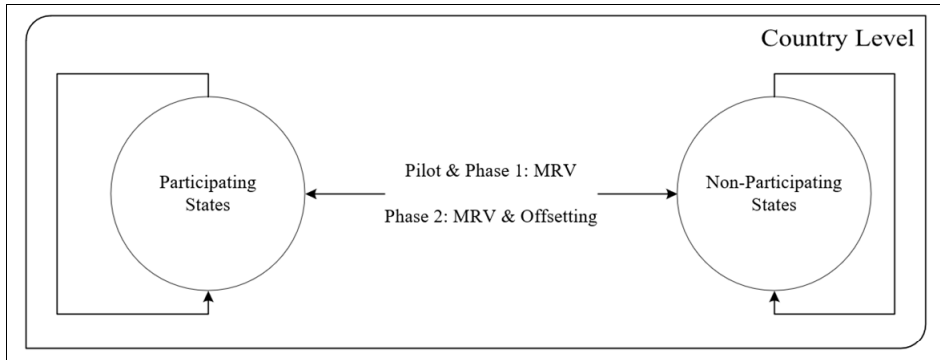 Country Level
Participating
States
Pilot & Phase 1: MRV
Phase 2: MRV & Offsetting
Non-Participating
States